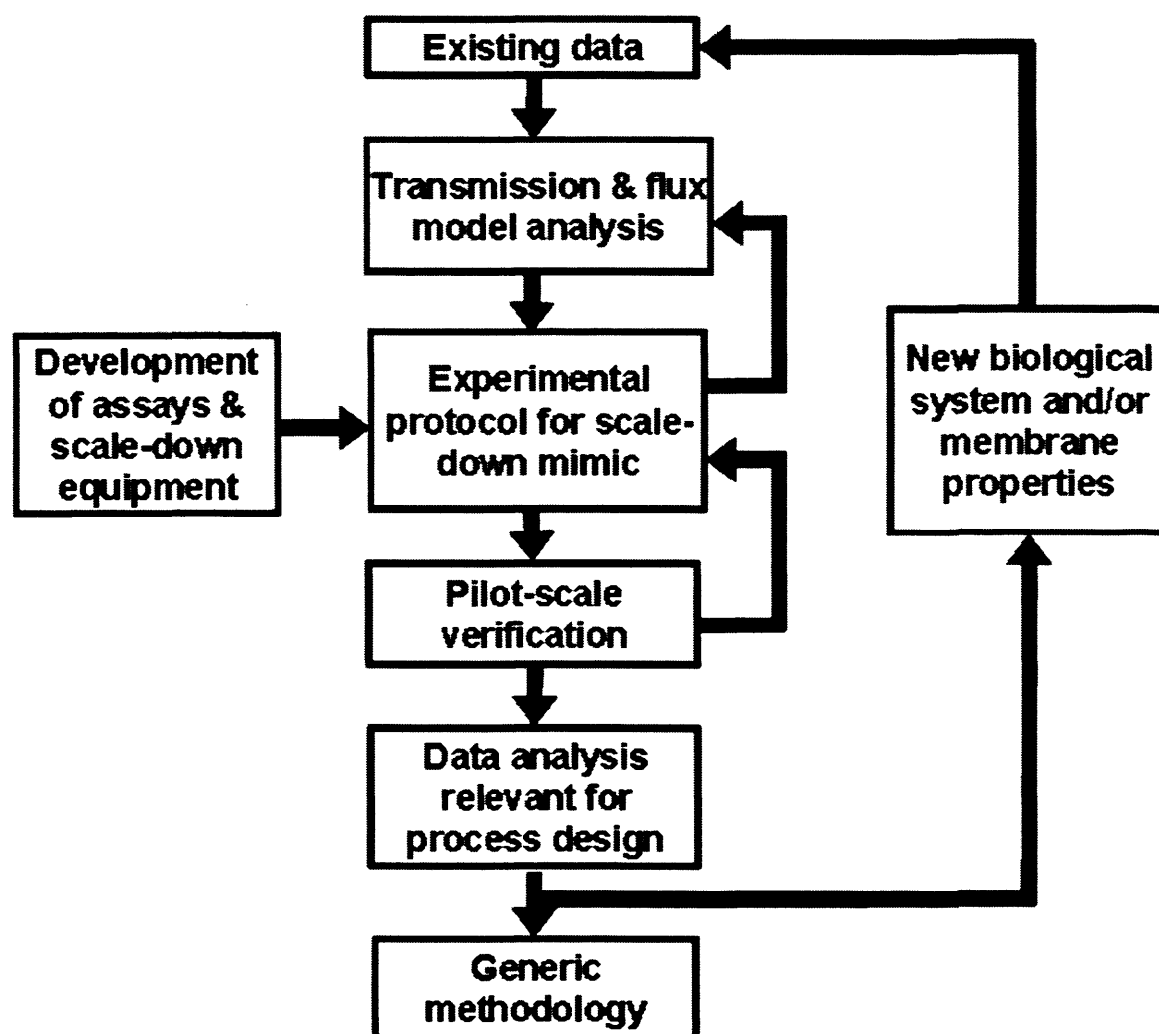 Existing data
Transmission & flux
model analysis
Development
of assays &
scale-down
equipment
Experimental
protocol for scale-
down mimic
New biological
system and/or
membrane
properties
Pilot-scale
verification
Data analysis
relevant for
process design
Generic
methodology